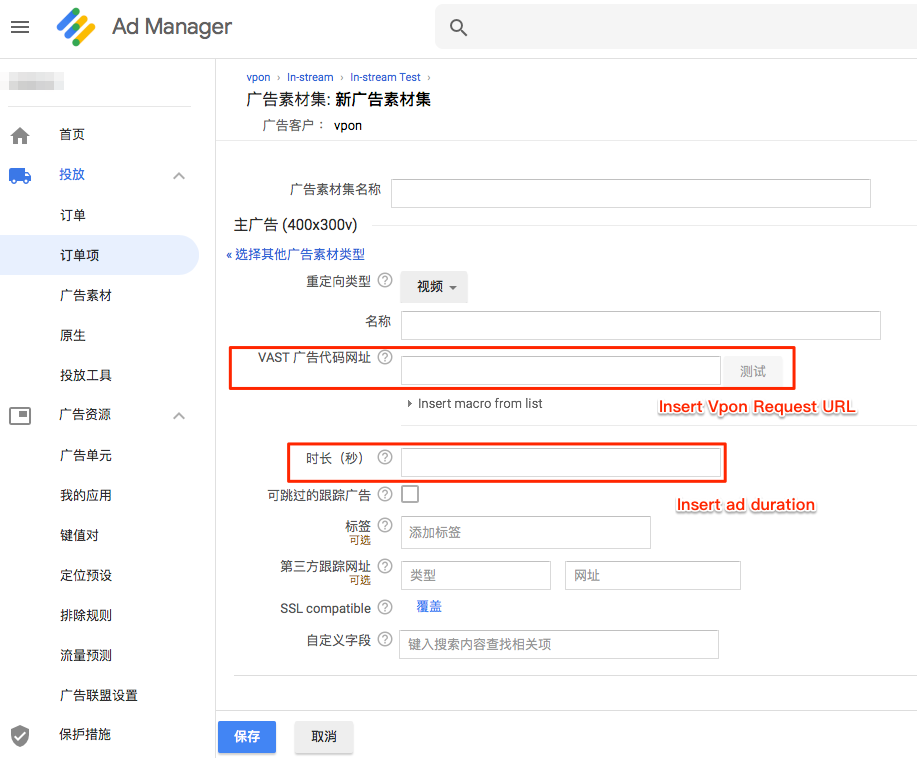 Ad Manager
vpon › In-stream › In-stream Test ›
广告素材集: 新广告素材集
广告客户： vpon
首页
投放
订单
订单项
广告素材
原生
投放工具
广告资源
广告单元
我的应用
键值对
定位预设
排除规则
流量预测
广告联盟设置
保护措施
广告素材集名称
主广告 (400x300v)
« 选择其他广告素材类型
重定向类型 ? 视频
名称
VAST 广告代码网址 ? 测试
Insert macro from list
Insert Vpon Request URL
时长（秒） ?
Insert ad duration
可跳过的跟踪广告 ?
标签 ? 添加标签
可选
第三方跟踪网址 ? 类型 网址
可选
SSL compatible ? 覆盖
自定义字段 ? 键入搜索内容查找相关项
保存 取消